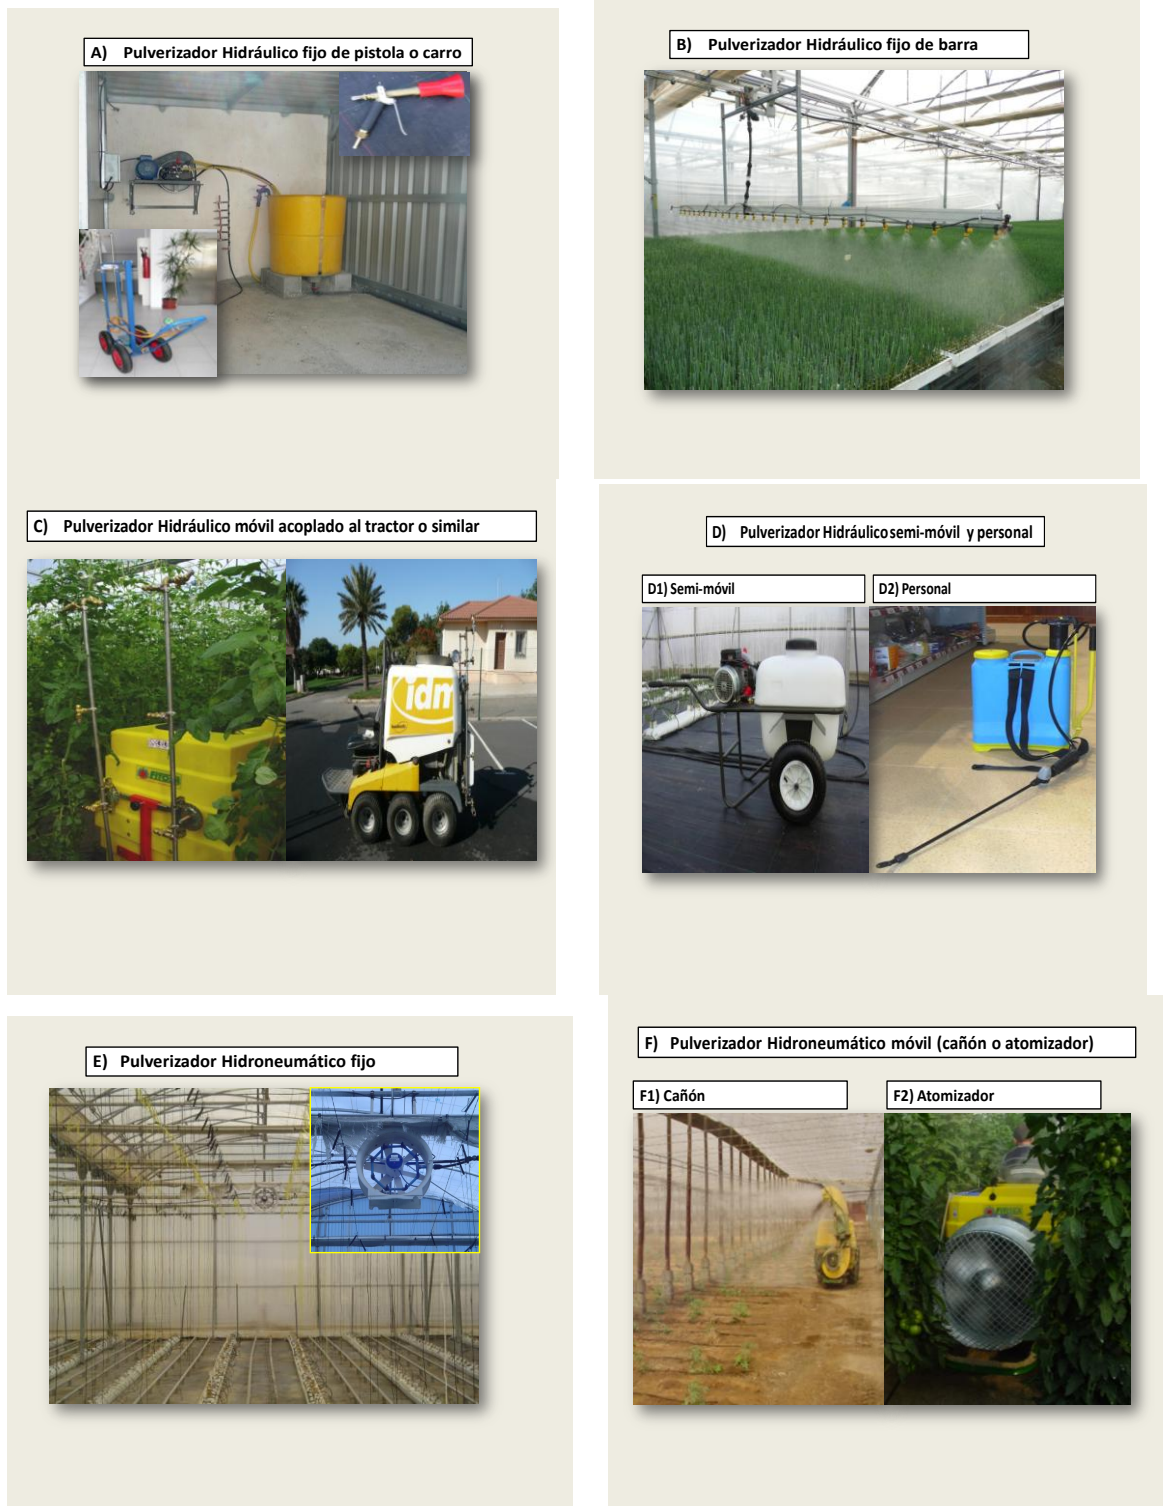 A) Pulverizador Hidráulico fijo de pistola o carro
B) Pulverizador Hidráulico fijo de barra
C) Pulverizador Hidráulico móvil acoplado al tractor o similar
idm
D) Pulverizador Hidráulico semi-móvil y personal
D1) Semi-móvil
D2) Personal
E) Pulverizador Hidroneumático fijo
F) Pulverizador Hidroneumático móvil (cañón o atomizador)
F1) Cañón
F2) Atomizador